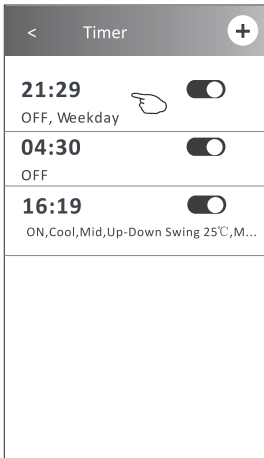 < Timer +
21:29
OFF, Weekday
04:30
OFF
16:19
ON,Cool,Mid,Up-Down Swing 25℃,M...